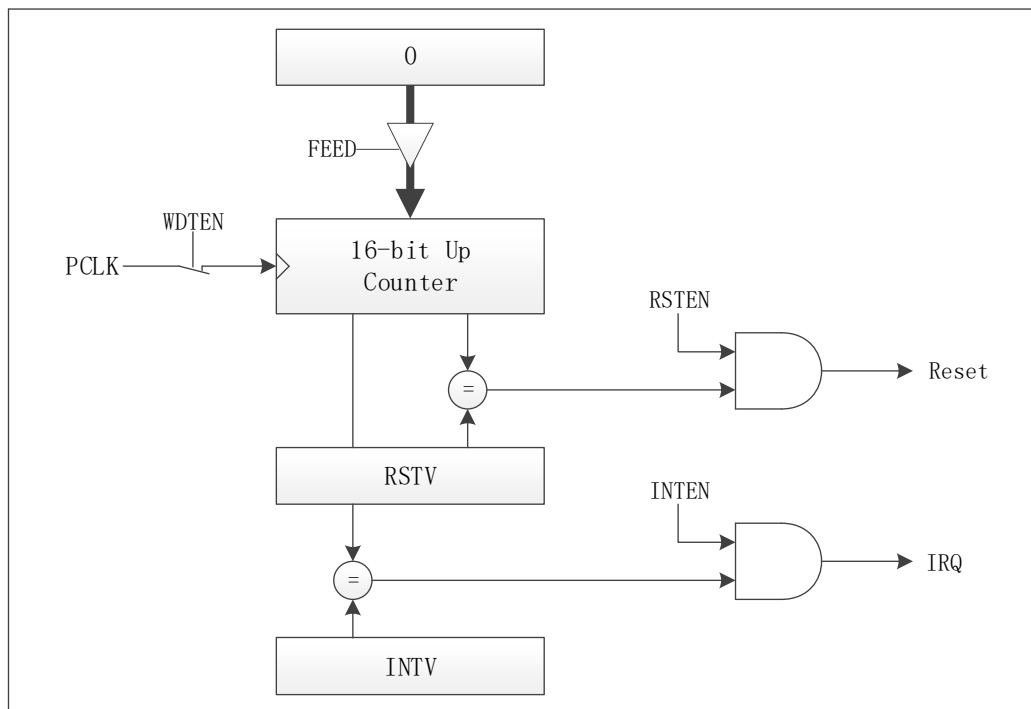 0
FEED
WDTEN
PCLK
16-bit Up
Counter
RSTEN
=
Reset
RSTV
INTEN
=
IRQ
INTV